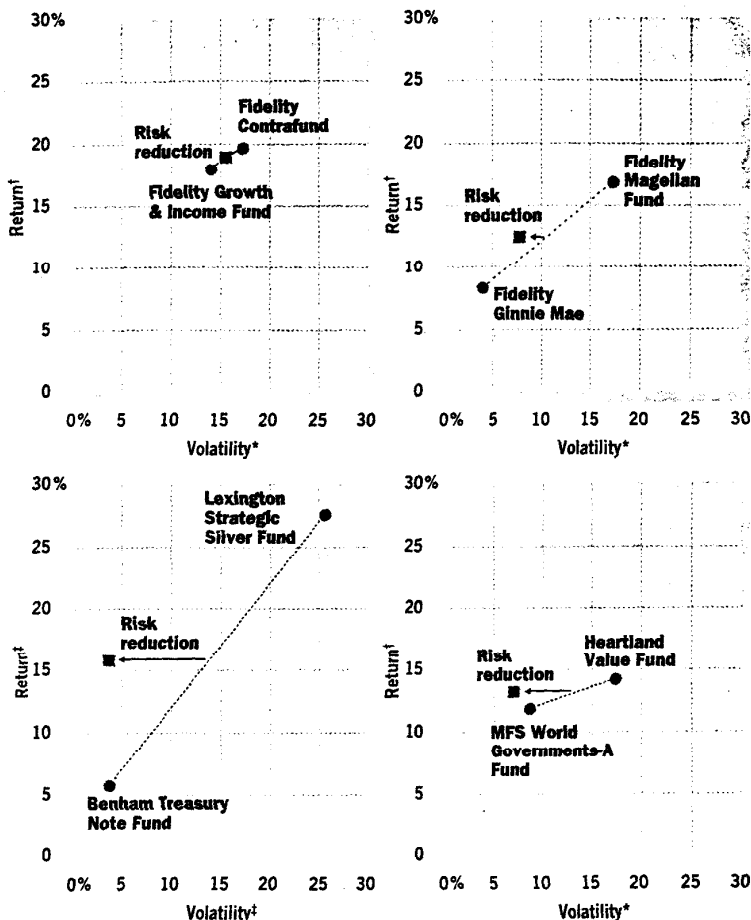 30%
25
20
15
10
5
0
Return†
Fidelity
Contrafund
Risk
reduction
Fidelity Growth
& Income Fund
0% 5 10 15 20 25 30
Volatility*
30%
25
20
15
10
5
0
Return†
Fidelity
Magellan
Fund
Risk
reduction
Fidelity
Ginnie Mae
0% 5 10 15 20 25 30
Volatility*
30%
25
20
15
10
5
0
Return‡
Lexington
Strategic
Silver Fund
Risk
reduction
Benham Treasury
Note Fund
0% 5 10 15 20 25 30
Volatility‡
30%
25
20
15
10
5
0
Return†
Heartland
Value Fund
Risk
reduction
MFS World
Governments-A
Fund
0% 5 10 15 20 25 30
Volatility*